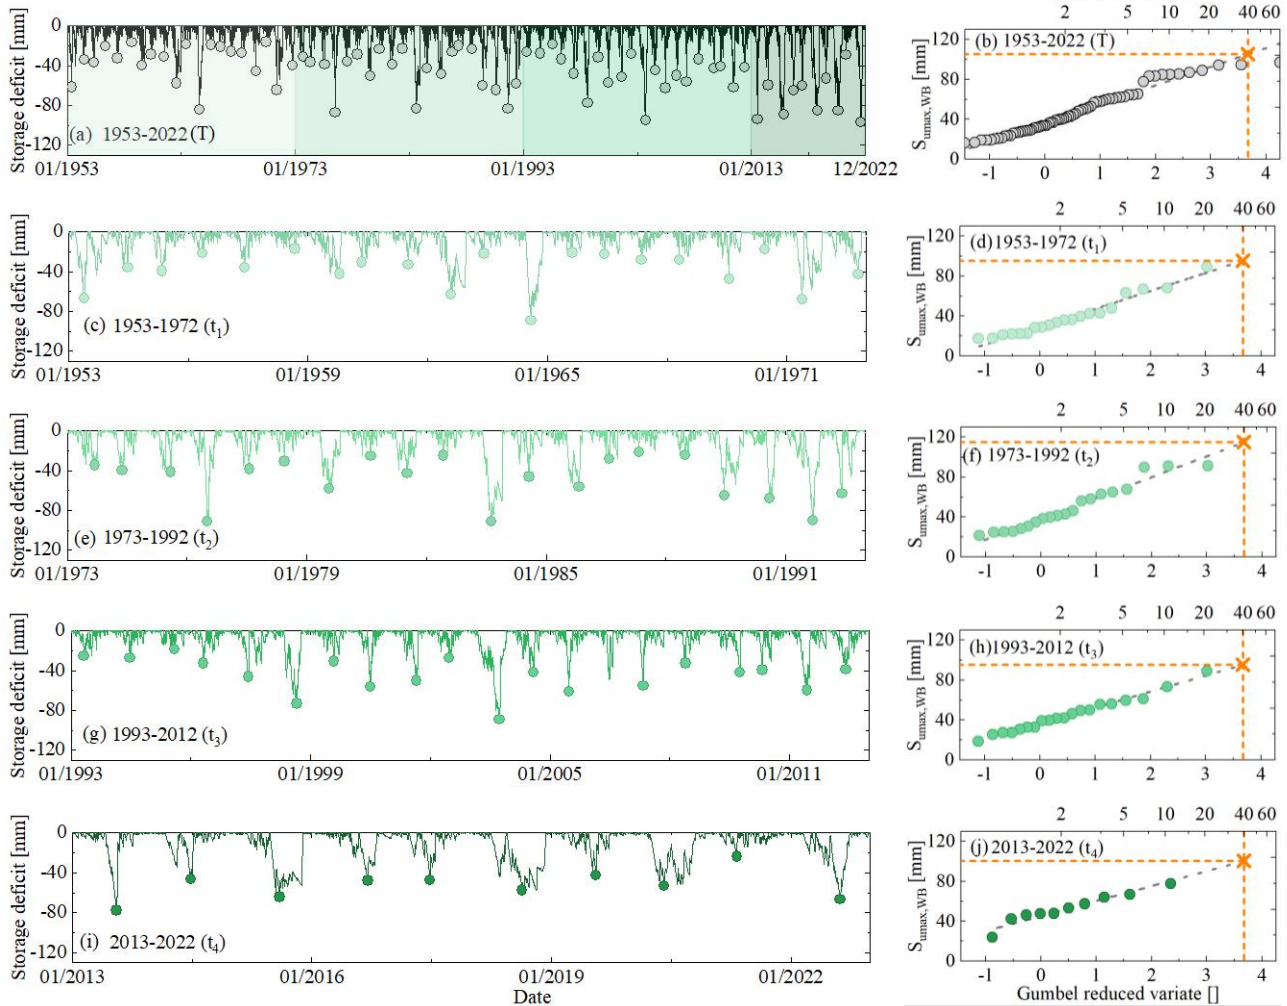 Storage deficit [mm]
0
-40
-80
-120
(a) 1953-2022 (T)
01/1953
01/1973
01/1993
01/2013
12/2022
2 5 10 20 40 60
(b) 1953-2022 (T)
S_umax,WB [mm]
120
80
40
0
-1 0 1 2 3 4
Storage deficit [mm]
0
-40
-80
-120
(c) 1953-1972 (t₁)
01/1953
01/1959
01/1965
01/1971
2 5 10 20 40 60
(d) 1953-1972 (t₁)
S_umax,WB [mm]
120
80
40
0
-1 0 1 2 3 4
Storage deficit [mm]
0
-40
-80
-120
(e) 1973-1992 (t₂)
01/1973
01/1979
01/1985
01/1991
2 5 10 20 40 60
(f) 1973-1992 (t₂)
S_umax,WB [mm]
120
80
40
0
-1 0 1 2 3 4
Storage deficit [mm]
0
-40
-80
-120
(g) 1993-2012 (t₃)
01/1993
01/1999
01/2005
01/2011
2 5 10 20 40 60
(h)1993-2012 (t₃)
S_umax,WB [mm]
120
80
40
0
-1 0 1 2 3 4
Storage deficit [mm]
0
-40
-80
-120
(i) 2013-2022 (t₄)
01/2013
01/2016
01/2019
01/2022
Date
2 5 10 20 40 60
(j) 2013-2022 (t₄)
S_umax,WB [mm]
120
80
40
0
-1 0 1 2 3 4
Gumbel reduced variate []